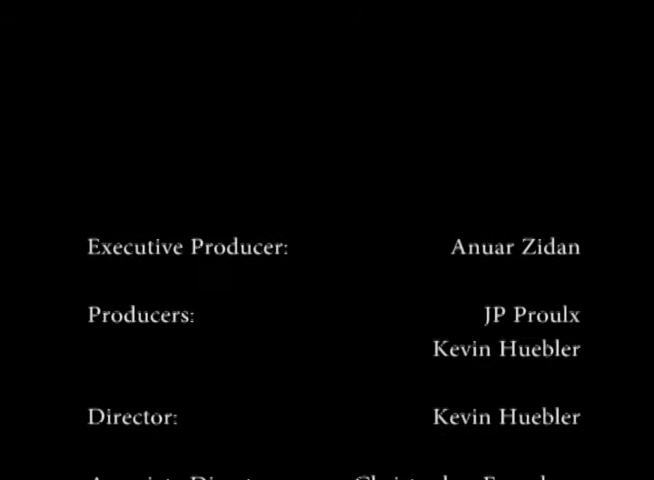 Executive Producer: Anuar Zidan
Producers: JP Proulx
Kevin Huebler
Director: Kevin Huebler